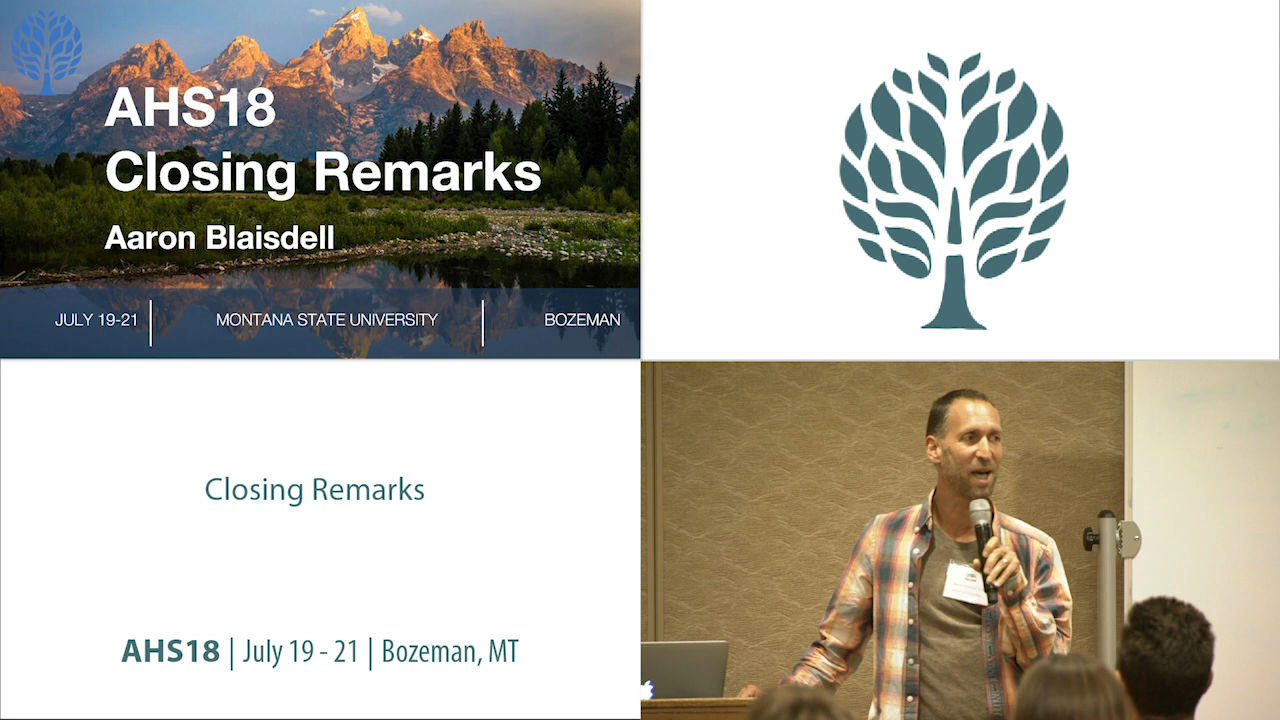 AHS18
Closing Remarks
Aaron Blaisdell
JULY 19-21 | MONTANA STATE UNIVERSITY | BOZEMAN
Closing Remarks
AHS18 | July 19 - 21 | Bozeman, MT